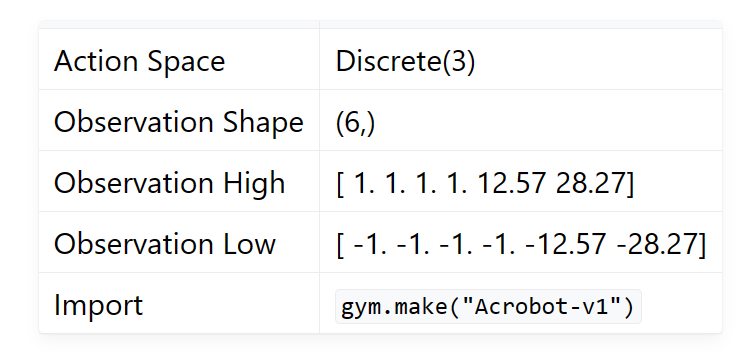 Action Space Discrete(3)
Observation Shape (6,)
Observation High [ 1. 1. 1. 1. 12.57 28.27]
Observation Low [ -1. -1. -1. -1. -12.57 -28.27]
Import gym.make("Acrobot-v1")